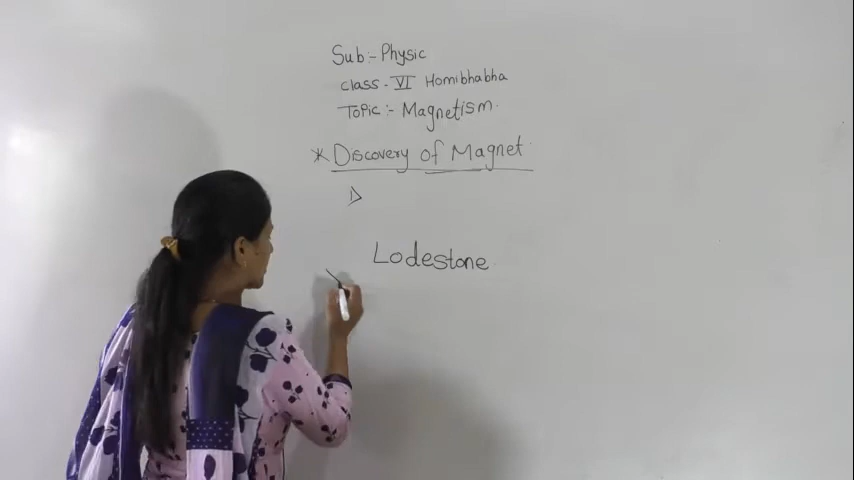 Sub:- Physic
class - VI Homibhabha
Topic :- Magnetism.
* Discovery of Magnet
Lodestone